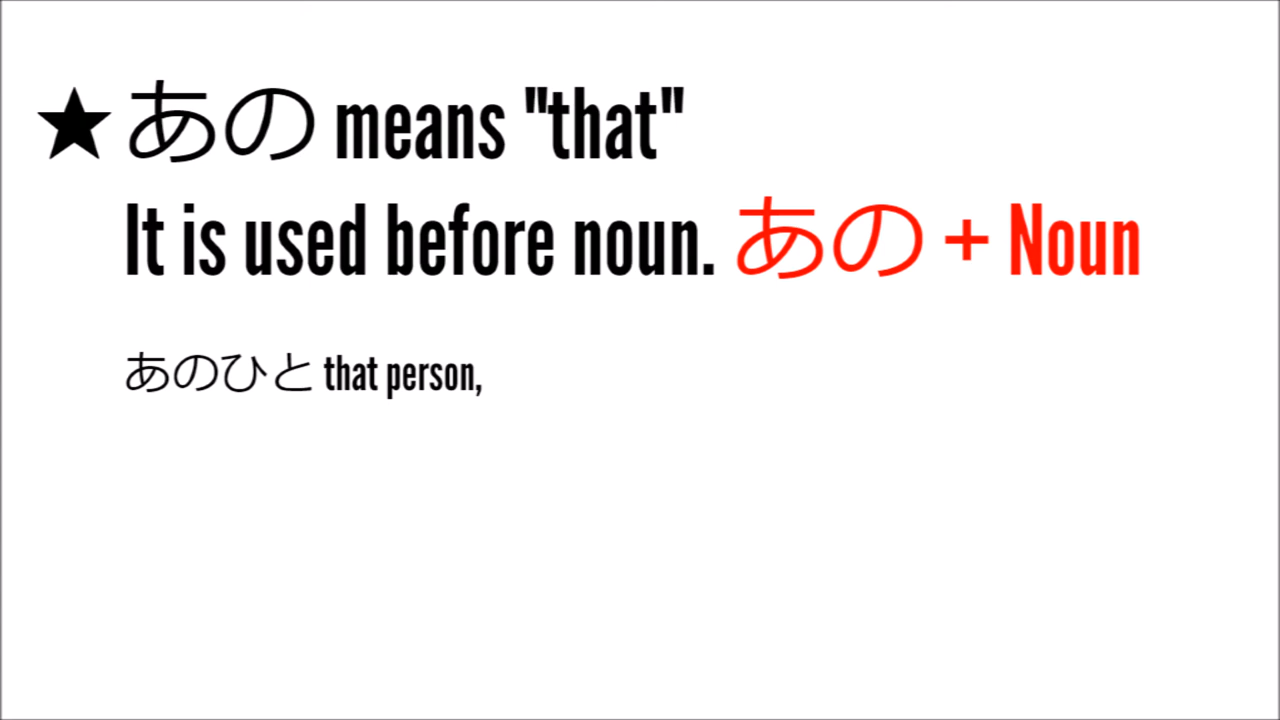 ★あの means "that"
It is used before noun. あの + Noun
あのひと that person,